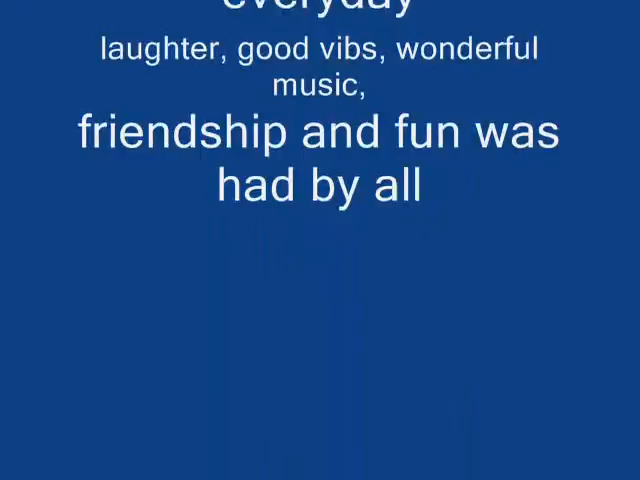 everyday
laughter, good vibs, wonderful
music,
friendship and fun was
had by all